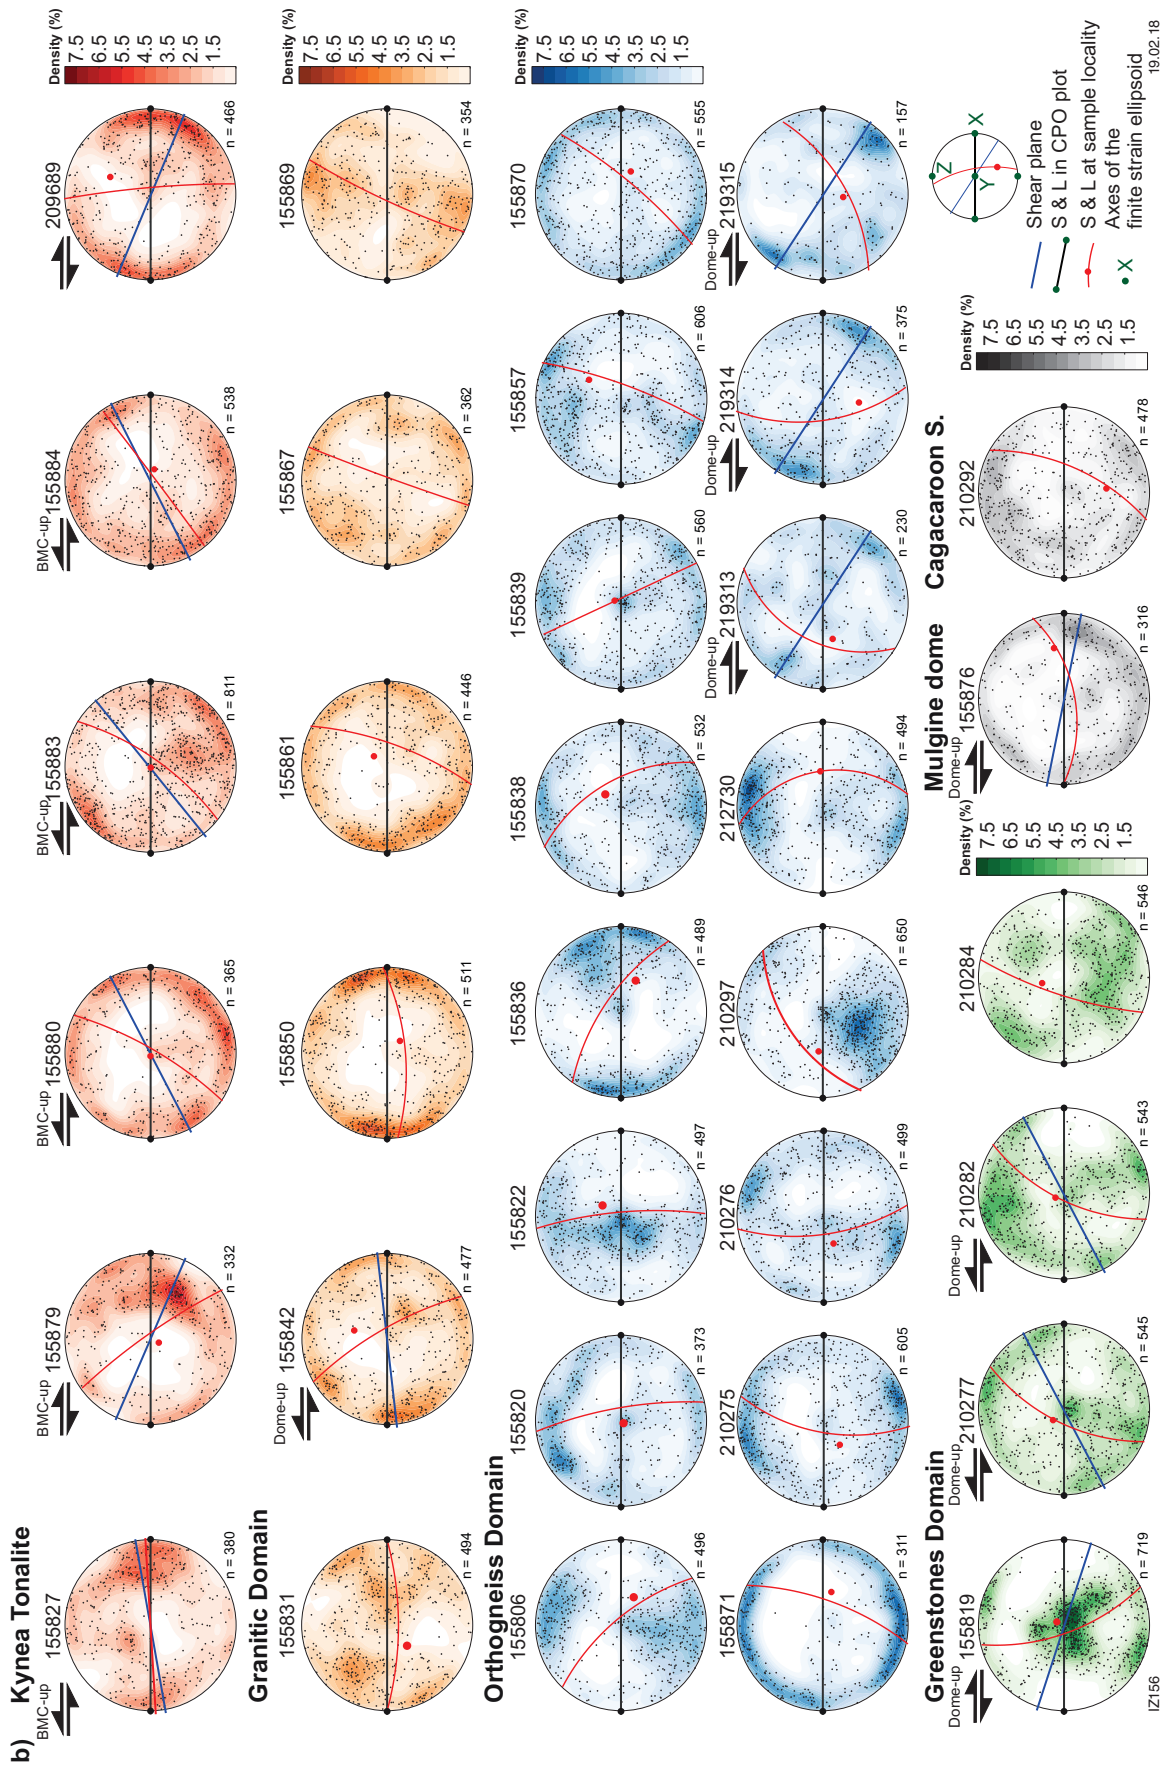 b) Kynea Tonalite
BMC-up
155827
n = 380
BMC-up
155879
n = 332
BMC-up
155880
n = 365
BMC-up
155883
n = 811
BMC-up
155884
n = 538
209689
n = 466
Density (%)
7.5
6.5
5.5
4.5
3.5
2.5
1.5
Granitic Domain
155831
n = 494
Dome-up
155842
n = 477
155850
n = 511
155861
n = 446
155867
n = 362
155869
n = 354
Density (%)
7.5
6.5
5.5
4.5
3.5
2.5
1.5
Orthogneiss Domain
155806
n = 496
155820
n = 373
155822
n = 497
155836
n = 489
155838
n = 532
155839
n = 560
155857
n = 606
155870
n = 555
Density (%)
7.5
6.5
5.5
4.5
3.5
2.5
1.5
155871
n = 311
210275
n = 605
210276
n = 499
210297
n = 650
212730
n = 494
Dome-up
219313
n = 230
Dome-up
219314
n = 375
Dome-up
219315
n = 157
Greenstones Domain
Dome-up
155819
n = 719
Dome-up
210277
n = 545
Dome-up
210282
n = 543
210284
n = 546
Density (%)
7.5
6.5
5.5
4.5
3.5
2.5
1.5
Mulgine dome
Dome-up
155876
n = 316
Cagacaroon S.
210292
n = 478
Density (%)
7.5
6.5
5.5
4.5
3.5
2.5
1.5
Z
Y
X
Shear plane
S & L in CPO plot
S & L at sample locality
Axes of the
finite strain ellipsoid
X
IZ156
19.02.18